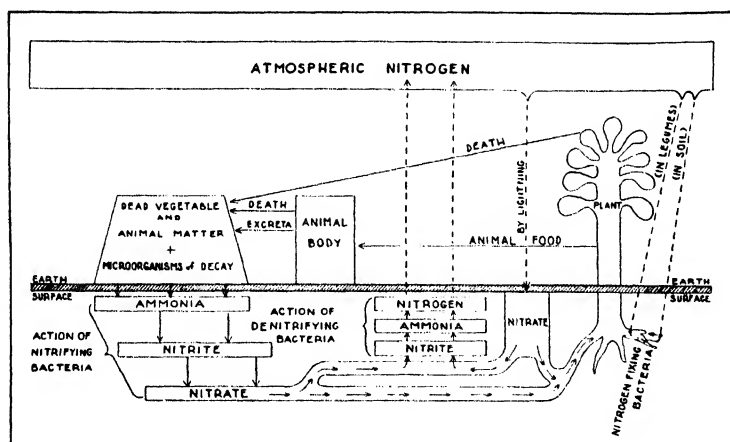 ATMOSPHERIC NITROGEN
DEATH
BY LIGHTNING
(IN LEGUMES)
(IN SOIL)
PLANT
DEAD VEGETABLE
AND
ANIMAL MATTER
+
MICROORGANISMS of DECAY
DEATH
EXCRETA
ANIMAL
BODY
ANIMAL FOOD
EARTH
SURFACE
EARTH
SURFACE
AMMONIA
ACTION OF
NITRIFYING
BACTERIA
NITRITE
NITRATE
ACTION OF
DENITRIFYING
BACTERIA
NITROGEN
AMMONIA
NITRITE
NITRATE
NITROGEN FIXING
BACTERIA